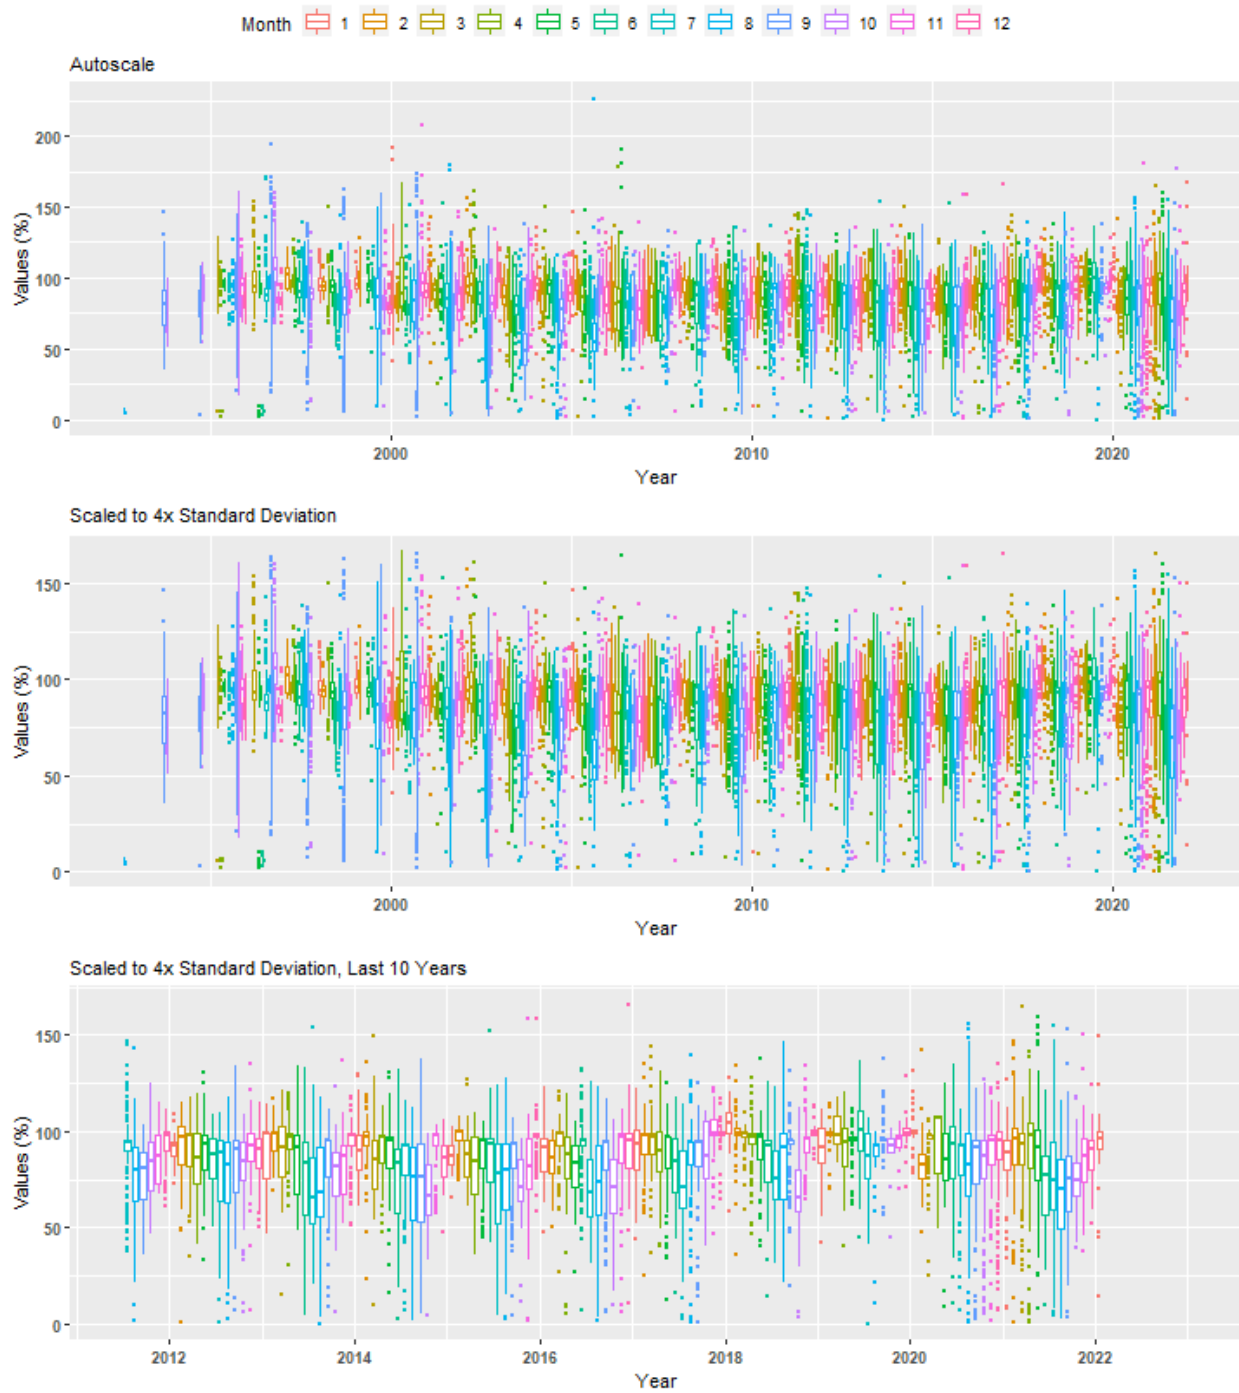 Month 1 2 3 4 5 6 7 8 9 10 11 12
Autoscale
Values (%)
200
150
100
50
0
2000 2010 2020
Year
Scaled to 4x Standard Deviation
Values (%)
150
100
50
0
2000 2010 2020
Year
Scaled to 4x Standard Deviation, Last 10 Years
Values (%)
150
100
50
0
2012 2014 2016 2018 2020 2022
Year